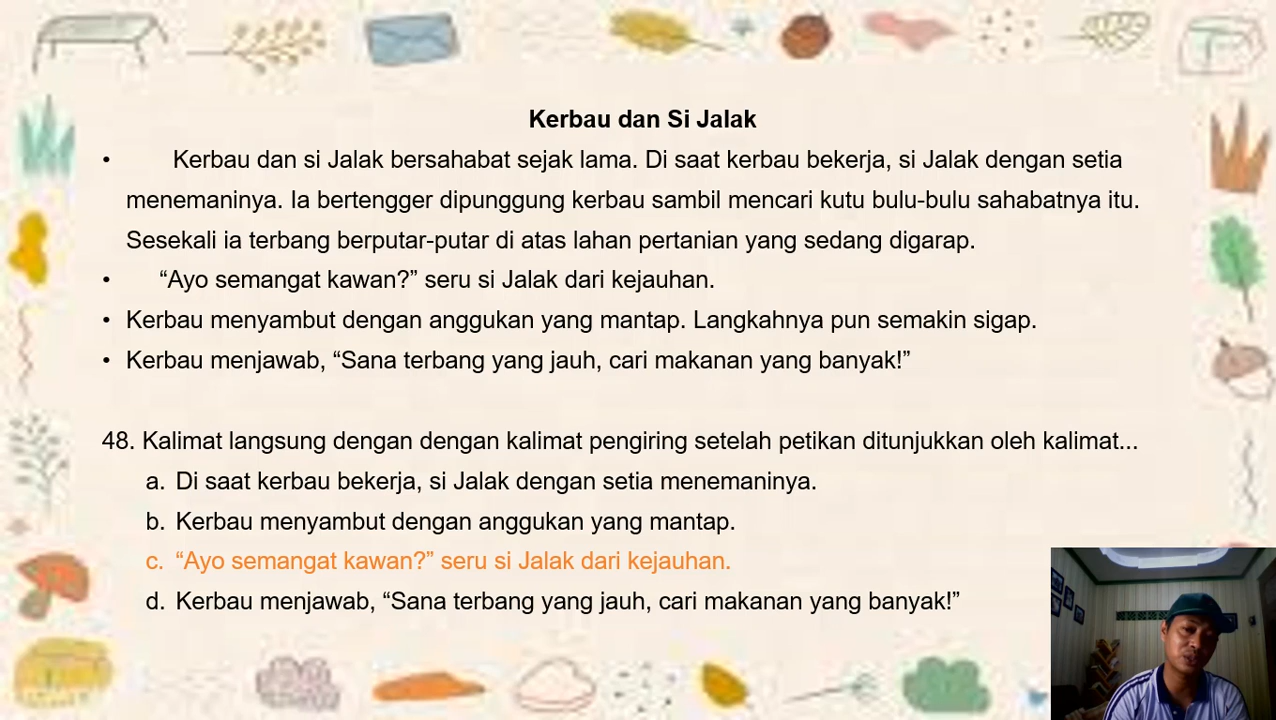 Kerbau dan Si Jalak
• Kerbau dan si Jalak bersahabat sejak lama. Di saat kerbau bekerja, si Jalak dengan setia
menemaninya. Ia bertengger dipunggung kerbau sambil mencari kutu bulu-bulu sahabatnya itu.
Sesekali ia terbang berputar-putar di atas lahan pertanian yang sedang digarap.
• “Ayo semangat kawan?” seru si Jalak dari kejauhan.
• Kerbau menyambut dengan anggukan yang mantap. Langkahnya pun semakin sigap.
• Kerbau menjawab, “Sana terbang yang jauh, cari makanan yang banyak!”
48. Kalimat langsung dengan dengan kalimat pengiring setelah petikan ditunjukkan oleh kalimat...
a. Di saat kerbau bekerja, si Jalak dengan setia menemaninya.
b. Kerbau menyambut dengan anggukan yang mantap.
c. “Ayo semangat kawan?” seru si Jalak dari kejauhan.
d. Kerbau menjawab, “Sana terbang yang jauh, cari makanan yang banyak!”